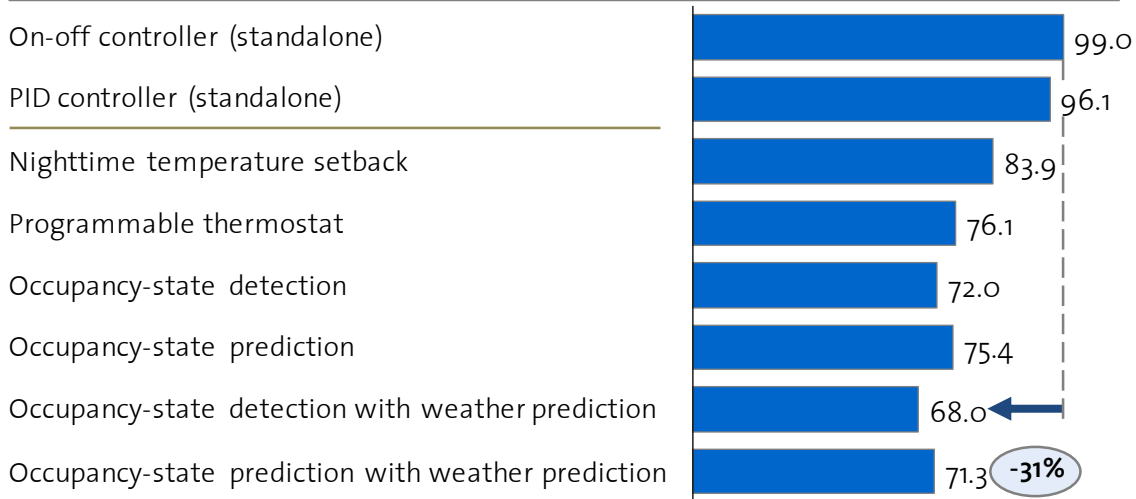 On-off controller (standalone) 99.0
PID controller (standalone) 96.1
Nighttime temperature setback 83.9
Programmable thermostat 76.1
Occupancy-state detection 72.0
Occupancy-state prediction 75.4
Occupancy-state detection with weather prediction 68.0
Occupancy-state prediction with weather prediction 71.3 -31%